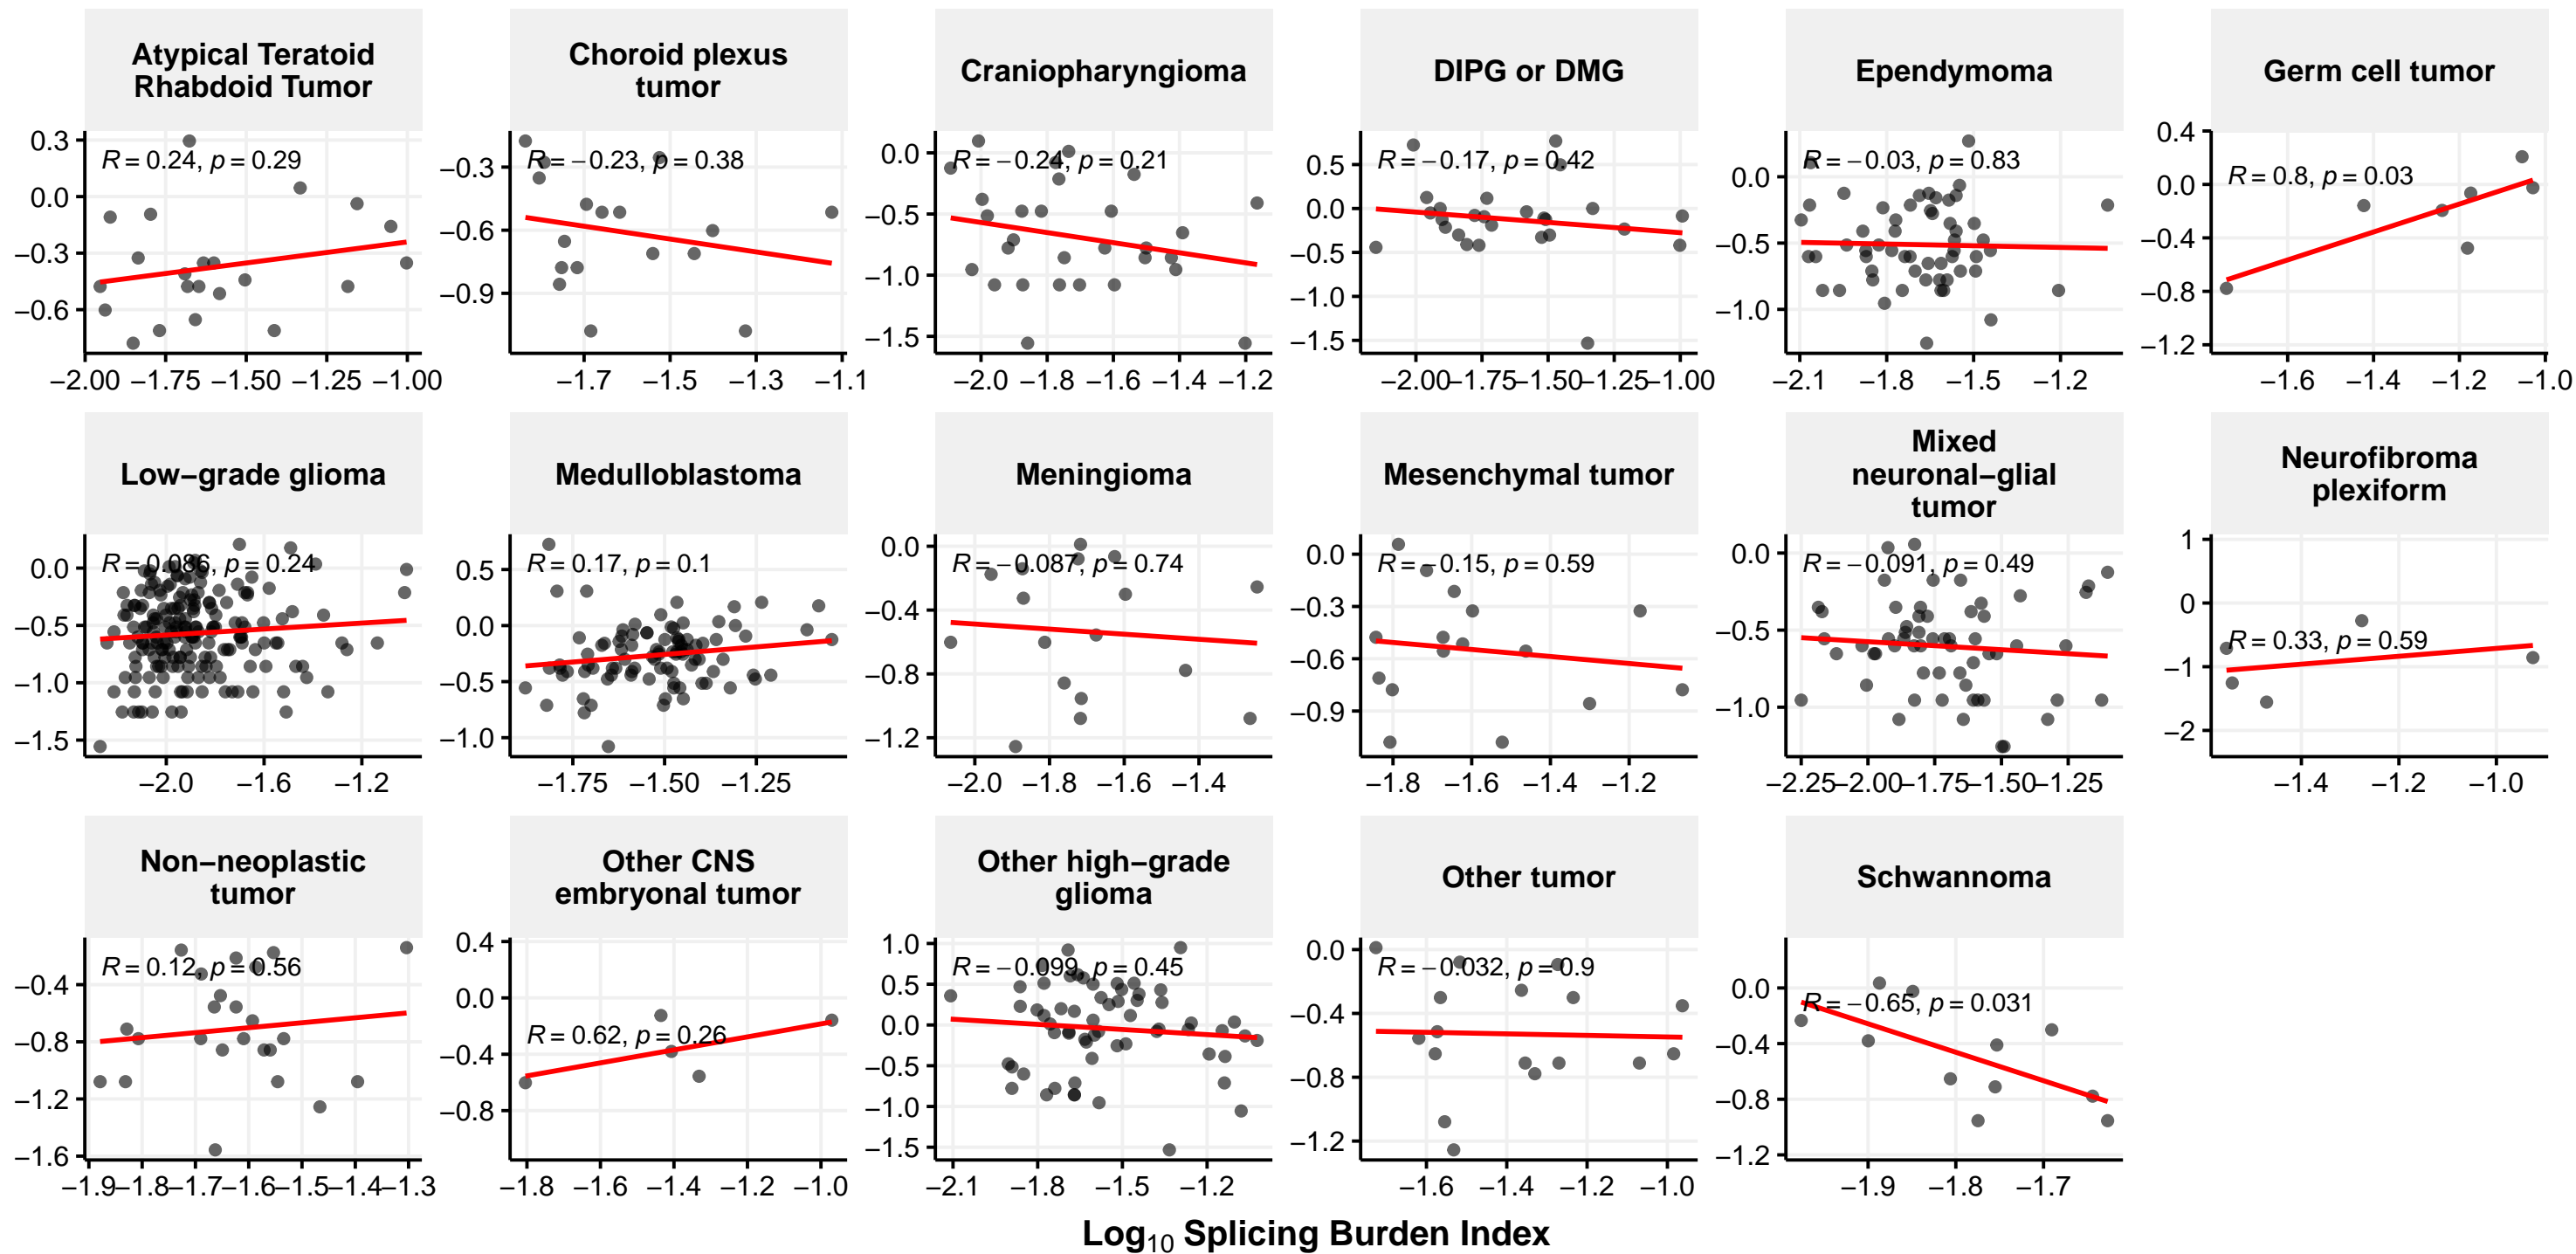 Atypical Teratoid
Rhabdoid Tumor
Choroid plexus
tumor
Craniopharyngioma
DIPG or DMG
Ependymoma
Germ cell tumor
0.3
0.0
−0.3
−0.6
R = 0.24, p = 0.29
−2.00 −1.75 −1.50 −1.25 −1.00
−0.3
−0.6
−0.9
R = −0.23, p = 0.38
−1.7 −1.5 −1.3 −1.1
0.0
−0.5
−1.0
−1.5
R = −0.24, p = 0.21
−2.0 −1.8 −1.6 −1.4 −1.2
0.5
0.0
−0.5
−1.0
−1.5
R = −0.17, p = 0.42
−2.00 −1.75 −1.50 −1.25 −1.00
0.0
−0.5
−1.0
R = −0.03, p = 0.83
−2.1 −1.8 −1.5 −1.2
0.4
0.0
−0.4
−0.8
−1.2
R = 0.8, p = 0.03
−1.6 −1.4 −1.2 −1.0
Low−grade glioma
Medulloblastoma
Meningioma
Mesenchymal tumor
Mixed
neuronal−glial
tumor
Neurofibroma
plexiform
0.0
−0.5
−1.0
−1.5
R = 0.086, p = 0.24
−2.0 −1.6 −1.2
0.5
0.0
−0.5
−1.0
R = 0.17, p = 0.1
−1.75 −1.50 −1.25
0.0
−0.4
−0.8
−1.2
R = −0.087, p = 0.74
−2.0 −1.8 −1.6 −1.4
0.0
−0.3
−0.6
−0.9
R = −0.15, p = 0.59
−1.8 −1.6 −1.4 −1.2
0.0
−0.5
−1.0
R = −0.091, p = 0.49
−2.25 −2.00 −1.75 −1.50 −1.25
1
0
−1
−2
R = 0.33, p = 0.59
−1.4 −1.2 −1.0
Non−neoplastic
tumor
Other CNS
embryonal tumor
Other high−grade
glioma
Other tumor
Schwannoma
−0.4
−0.8
−1.2
−1.6
R = 0.12, p = 0.56
−1.9 −1.8 −1.7 −1.6 −1.5 −1.4 −1.3
0.4
0.0
−0.4
−0.8
R = 0.62, p = 0.26
−1.8 −1.6 −1.4 −1.2 −1.0
1.0
0.5
0.0
−0.5
−1.0
−1.5
R = −0.099, p = 0.45
−2.1 −1.8 −1.5 −1.2
0.0
−0.4
−0.8
−1.2
R = −0.032, p = 0.9
−1.6 −1.4 −1.2 −1.0
0.0
−0.4
−0.8
−1.2
R = −0.65, p = 0.031
−1.9 −1.8 −1.7
Log10 Splicing Burden Index